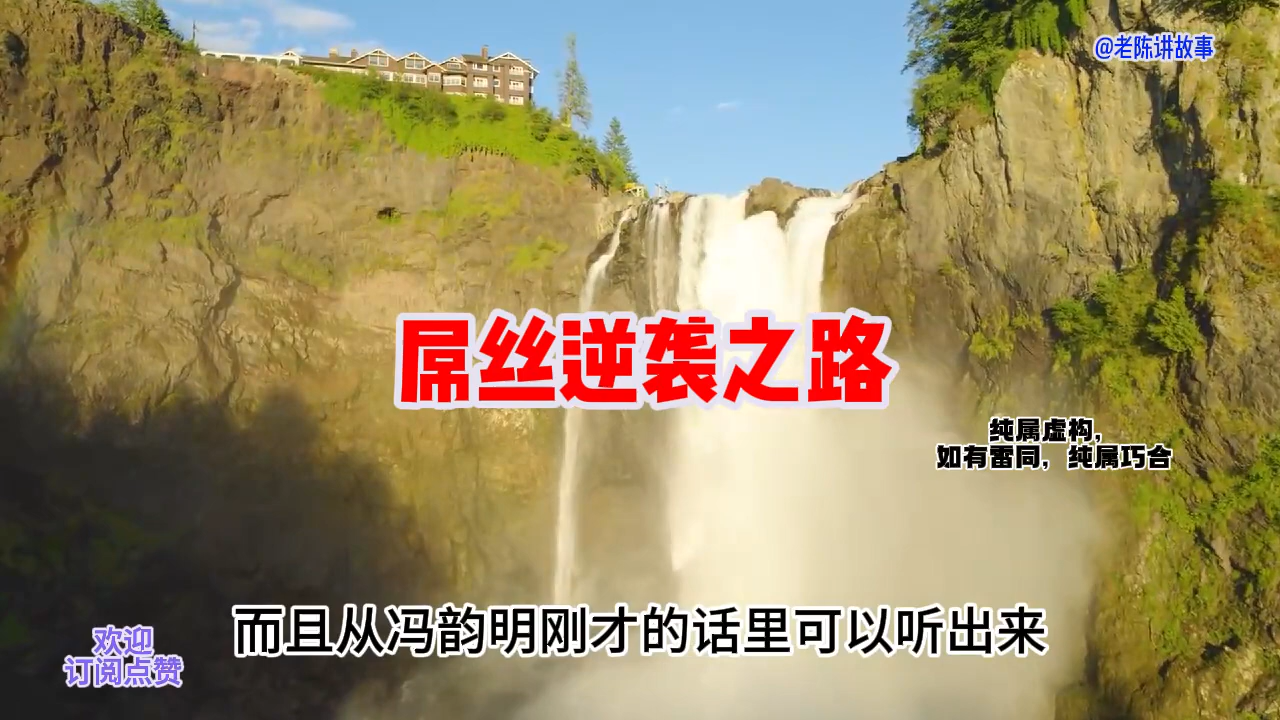 @老陈讲故事
屌丝逆袭之路
纯属虚构，
如有雷同，纯属巧合
而且从冯韵明刚才的话里可以听出来
欢迎
订阅点赞